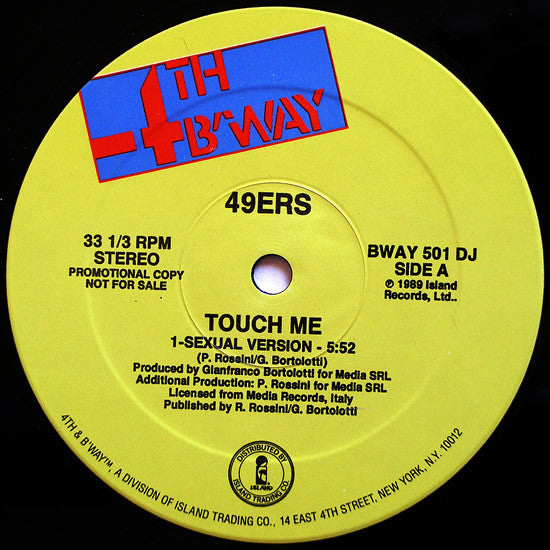 4TH
B'WAY
49ERS
33 1/3 RPM
STEREO
PROMOTIONAL COPY
NOT FOR SALE
BWAY 501 DJ
SIDE A
℗ 1989 Island
Records, Ltd..
TOUCH ME
1-SEXUAL VERSION - 5:52
(P. Rossini/G. Bortolotti)
Produced by Gianfranco Bortolotti for Media SRL
Additional Production: P. Rossini for Media SRL
Licensed from Media Records, Italy
Published by R. Rossini/G. Bortolotti
DISTRIBUTED BY
ISLAND
ISLAND TRADING CO.
4TH & B'WAY™, A DIVISION OF ISLAND TRADING CO., 14 EAST 4TH STREET, NEW YORK, N.Y. 10012